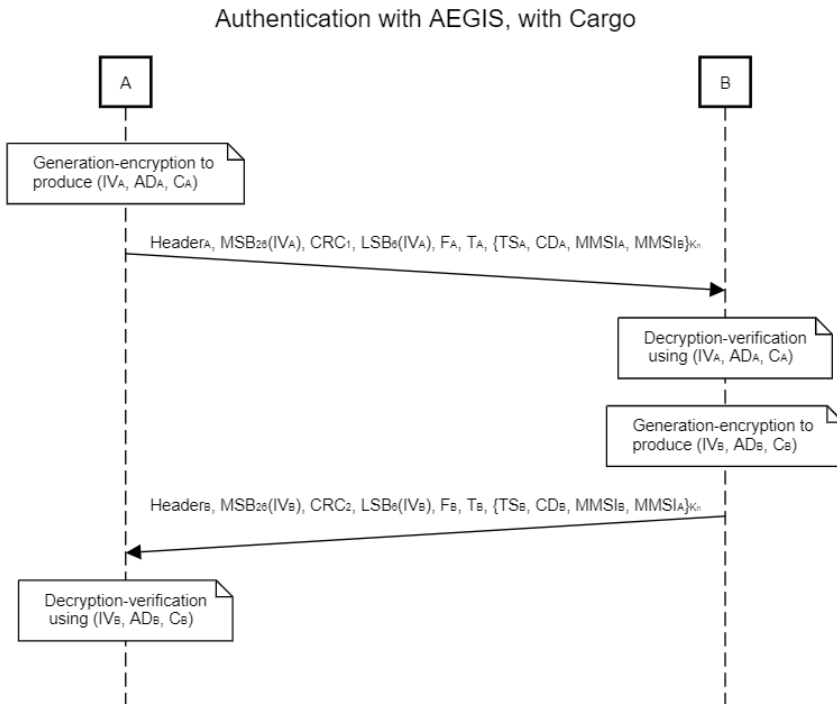 Authentication with AEGIS, with Cargo
A
B
Generation-encryption to
produce (IVA, ADA, CA)
HeaderA, MSB26(IVA), CRC1, LSB6(IVA), FA, TA, {TSA, CDA, MMSIA, MMSIB}Kn
Decryption-verification
using (IVA, ADA, CA)
Generation-encryption to
produce (IVB, ADB, CB)
HeaderB, MSB26(IVB), CRC2, LSB6(IVB), FB, TB, {TSB, CDB, MMSIB, MMSIA}Kn
Decryption-verification
using (IVB, ADB, CB)